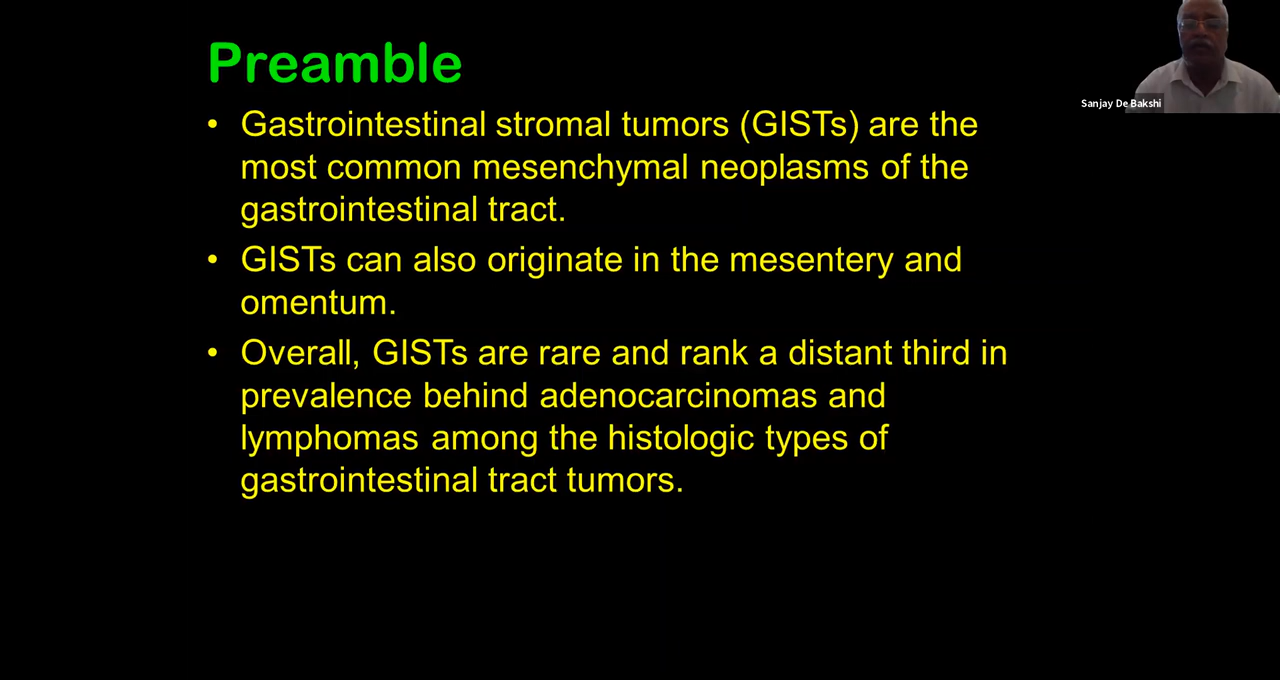 Preamble
• Gastrointestinal stromal tumors (GISTs) are the
most common mesenchymal neoplasms of the
gastrointestinal tract.
• GISTs can also originate in the mesentery and
omentum.
• Overall, GISTs are rare and rank a distant third in
prevalence behind adenocarcinomas and
lymphomas among the histologic types of
gastrointestinal tract tumors.
Sanjay De Bakshi